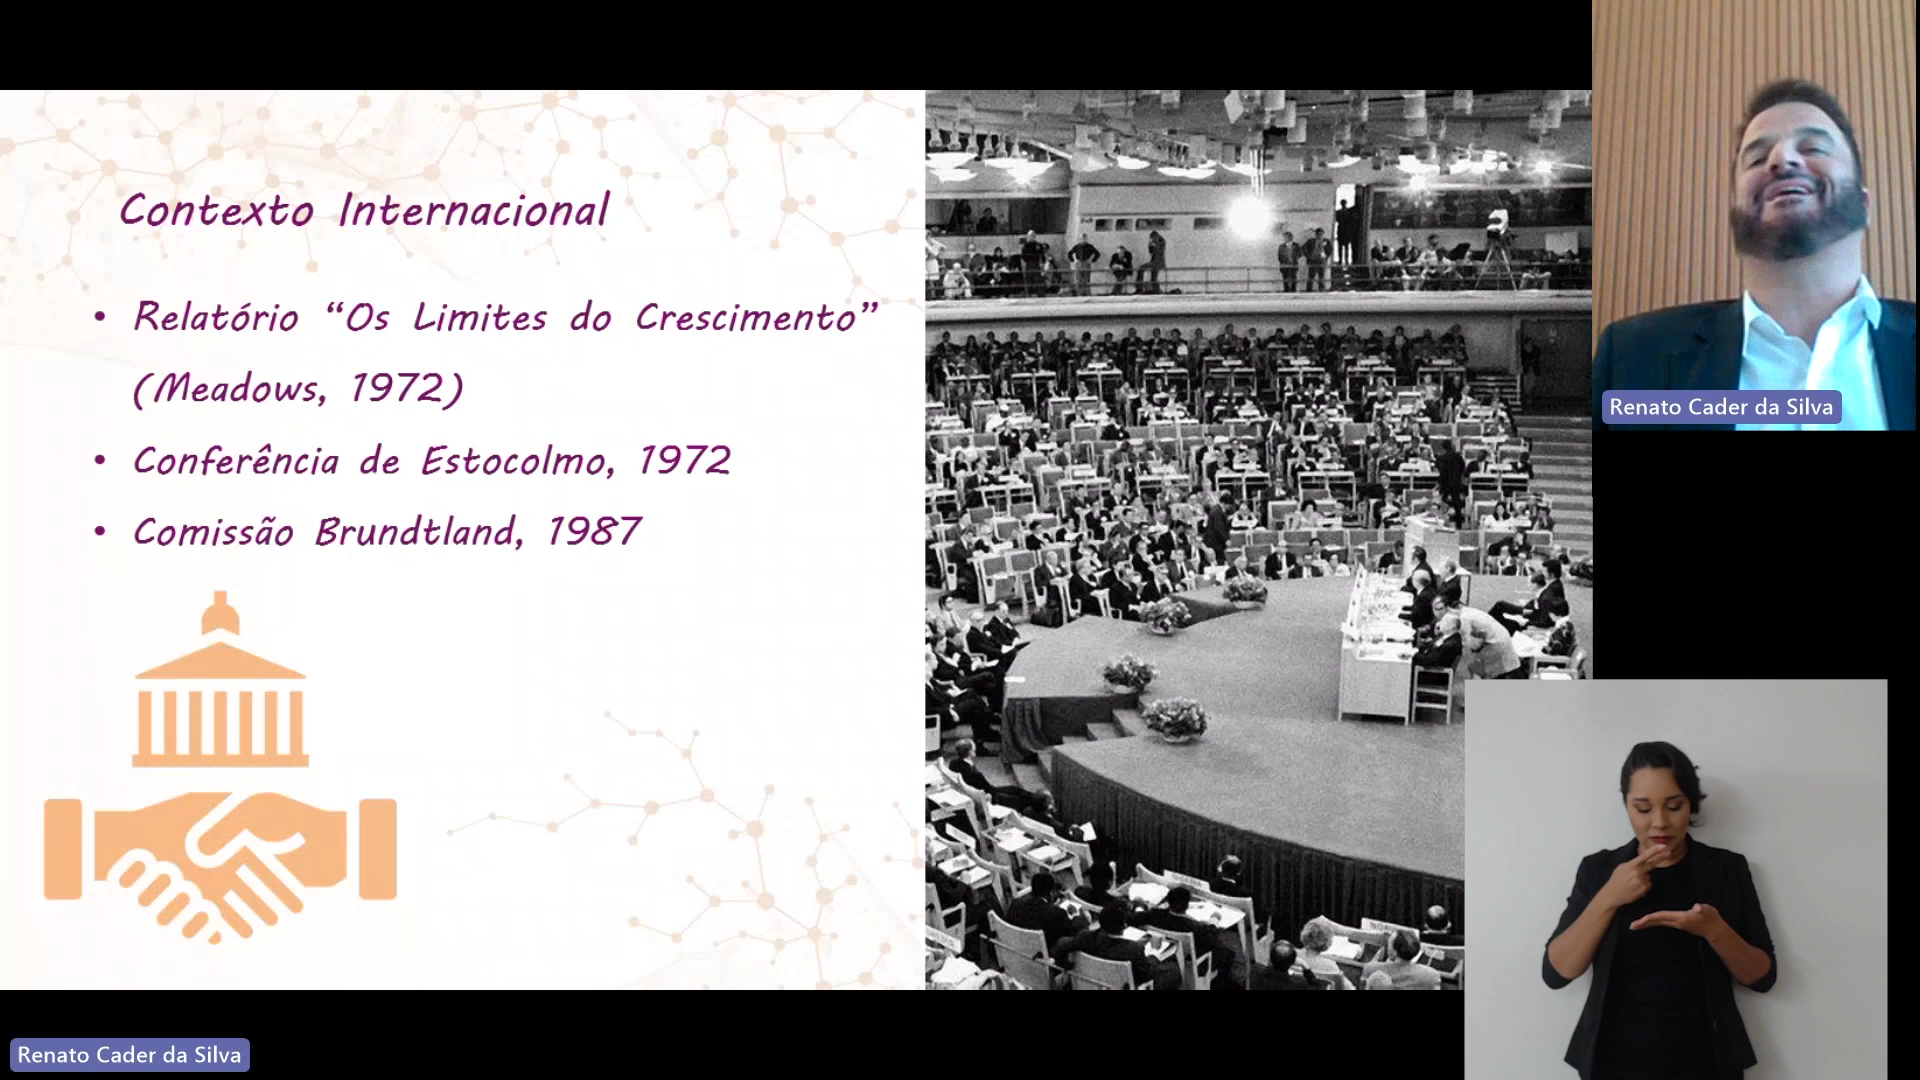 Contexto Internacional
• Relatório “Os Limites do Crescimento”
(Meadows, 1972)
• Conferência de Estocolmo, 1972
• Comissão Brundtland, 1987
Renato Cader da Silva
Renato Cader da Silva